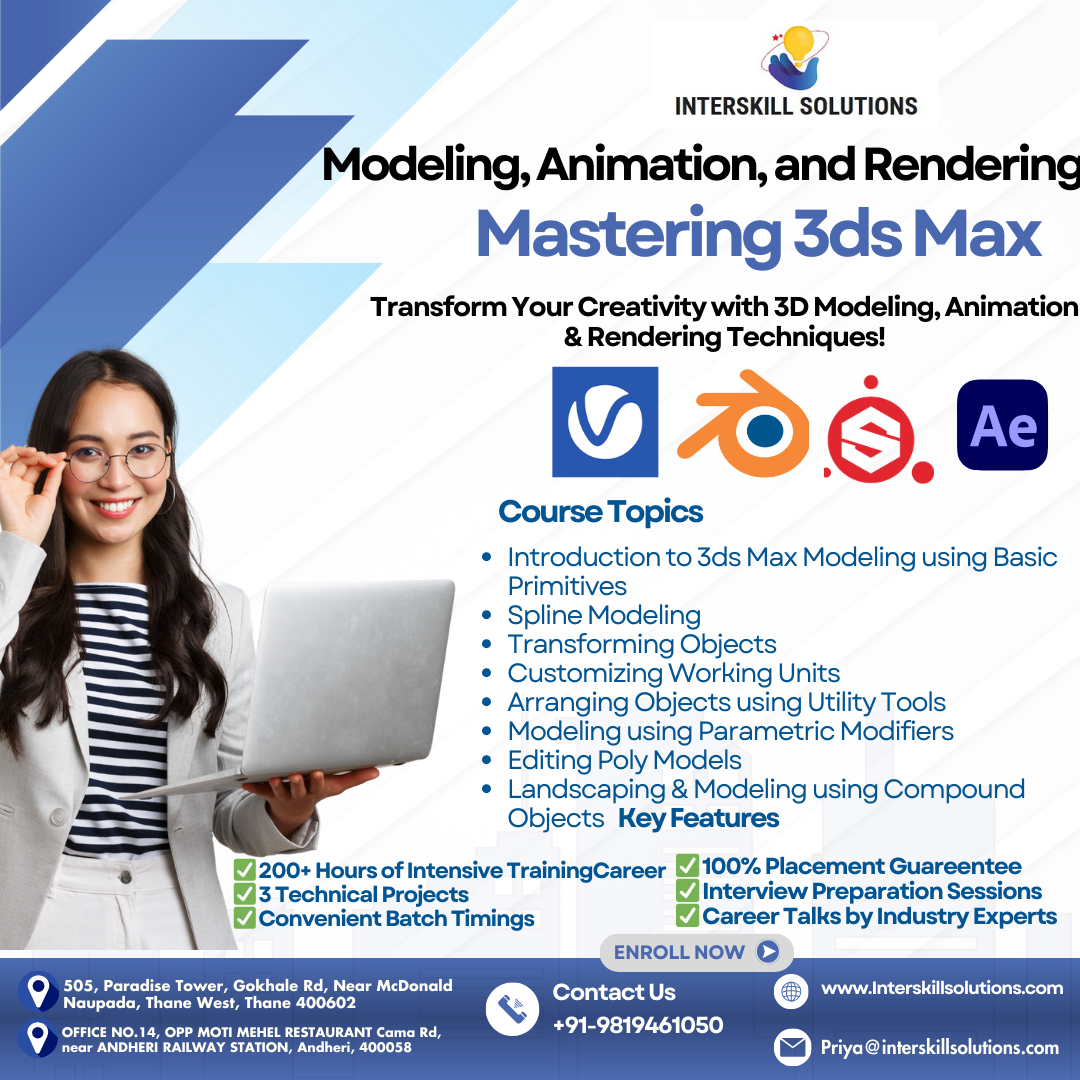 INTERSKILL SOLUTIONS
Modeling, Animation, and Rendering
Mastering 3ds Max
Transform Your Creativity with 3D Modeling, Animation
& Rendering Techniques!
Ae
Course Topics
• Introduction to 3ds Max Modeling using Basic
Primitives
• Spline Modeling
• Transforming Objects
• Customizing Working Units
• Arranging Objects using Utility Tools
• Modeling using Parametric Modifiers
• Editing Poly Models
• Landscaping & Modeling using Compound
Objects Key Features
✅200+ Hours of Intensive TrainingCareer
✅3 Technical Projects
✅Convenient Batch Timings
✅100% Placement Guareentee
✅Interview Preparation Sessions
✅Career Talks by Industry Experts
ENROLL NOW
505, Paradise Tower, Gokhale Rd, Near McDonald
Naupada, Thane West, Thane 400602
OFFICE NO.14, OPP MOTI MEHEL RESTAURANT Cama Rd,
near ANDHERI RAILWAY STATION, Andheri, 400058
Contact Us
+91-9819461050
www.Interskillsolutions.com
Priya@interskillsolutions.com